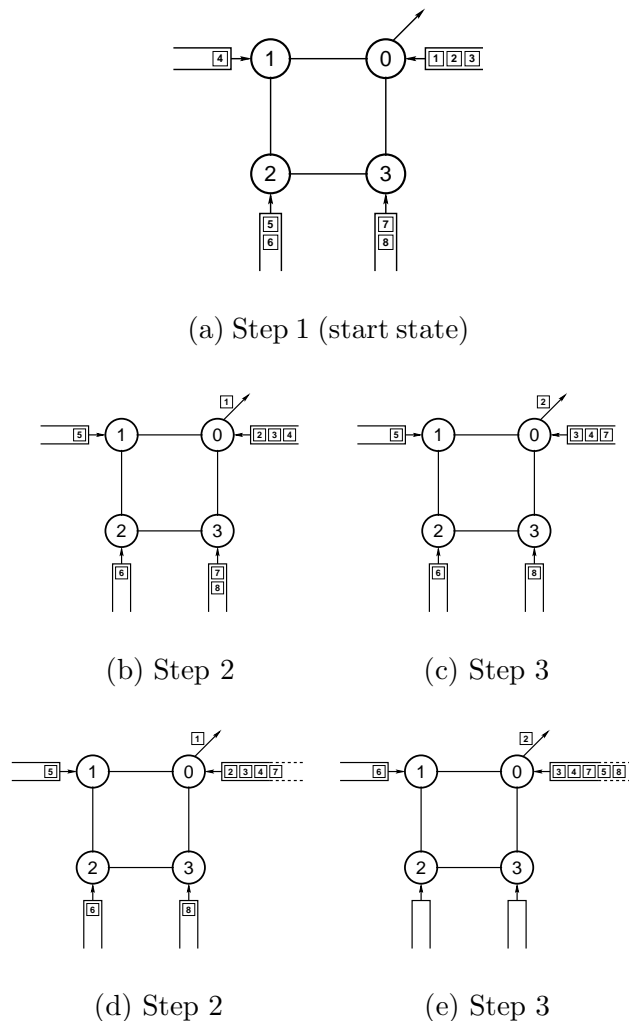 4 1 0 1 2 3
2 3
5 7
6 8
(a) Step 1 (start state)
1 2
5 1 0 2 3 4 5 1 0 3 4 7
2 3 2 3
6 7 6 8
8
(b) Step 2 (c) Step 3
1 2
5 1 0 2 3 4 7 6 1 0 3 4 7 5 8
2 3 2 3
6 8
(d) Step 2 (e) Step 3